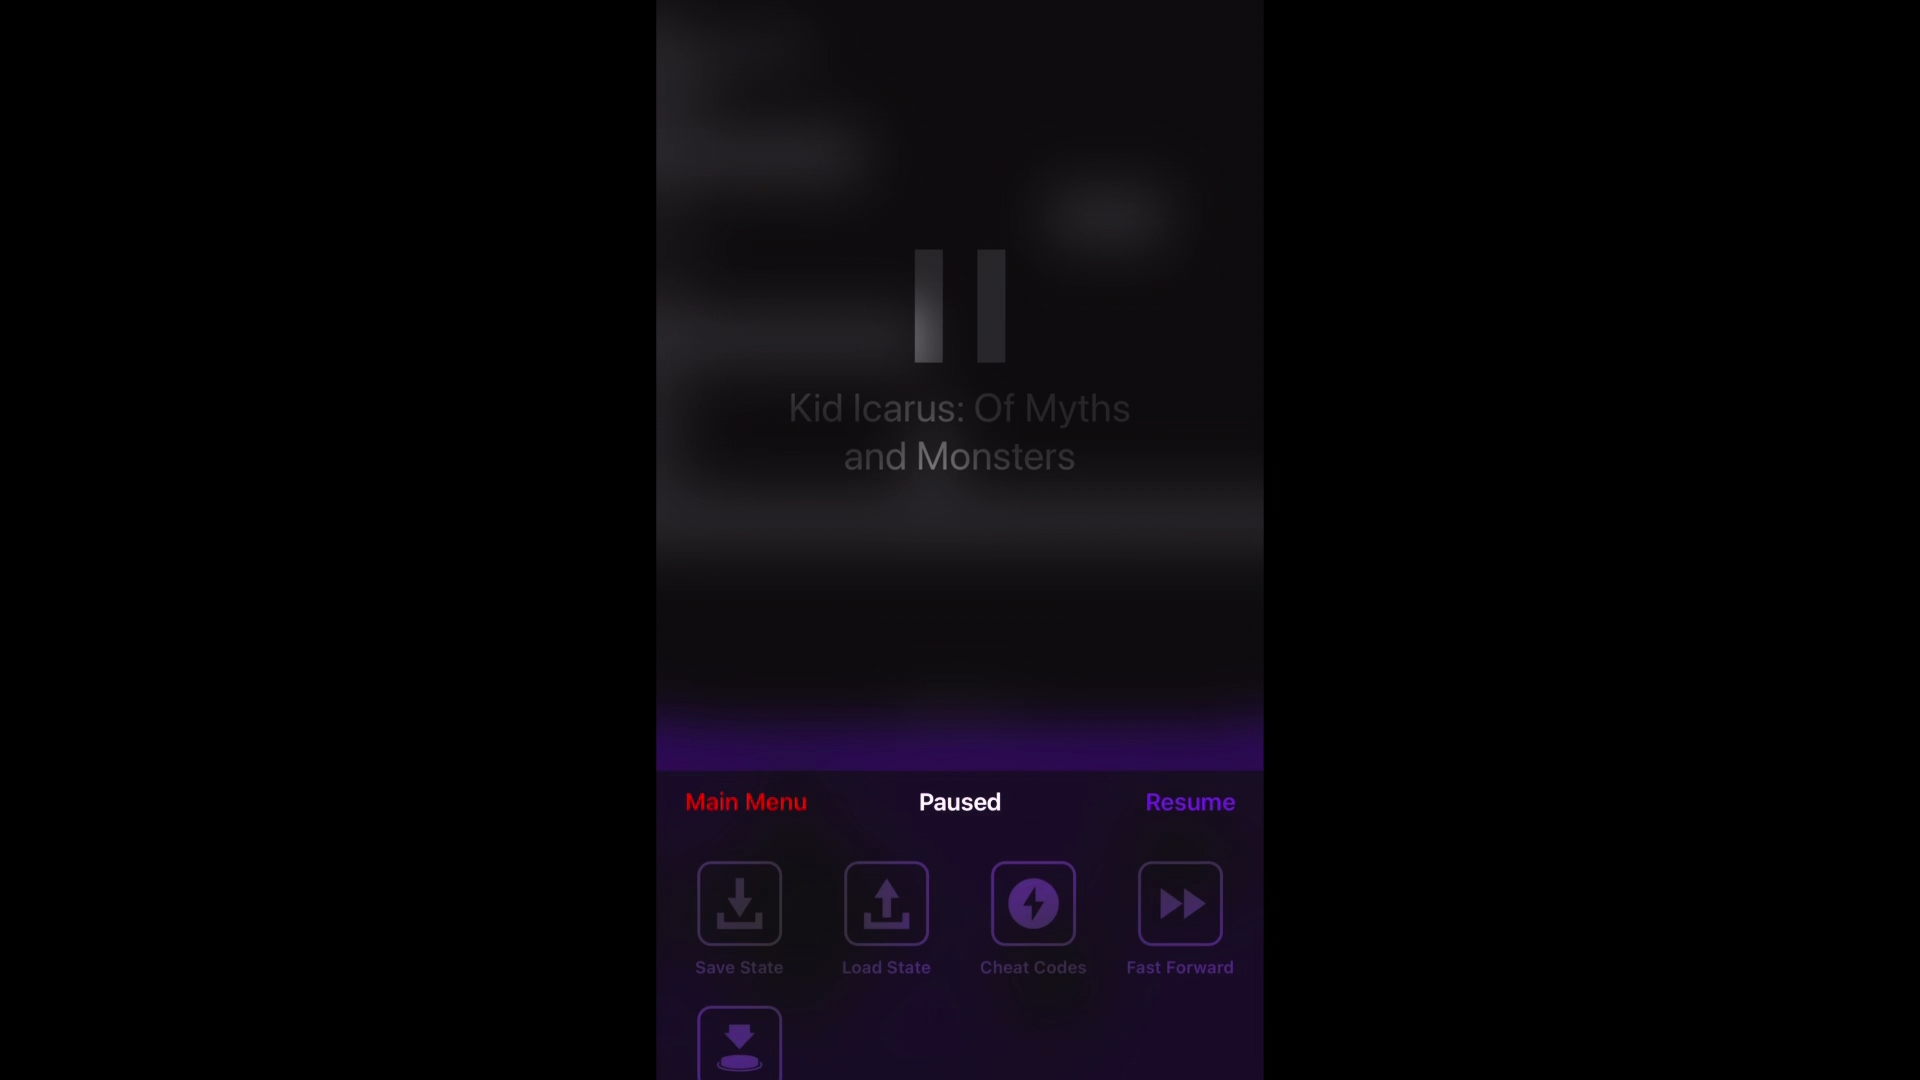 Kid Icarus: Of Myths
and Monsters
Main Menu
Paused
Resume
Save State
Load State
Cheat Codes
Fast Forward